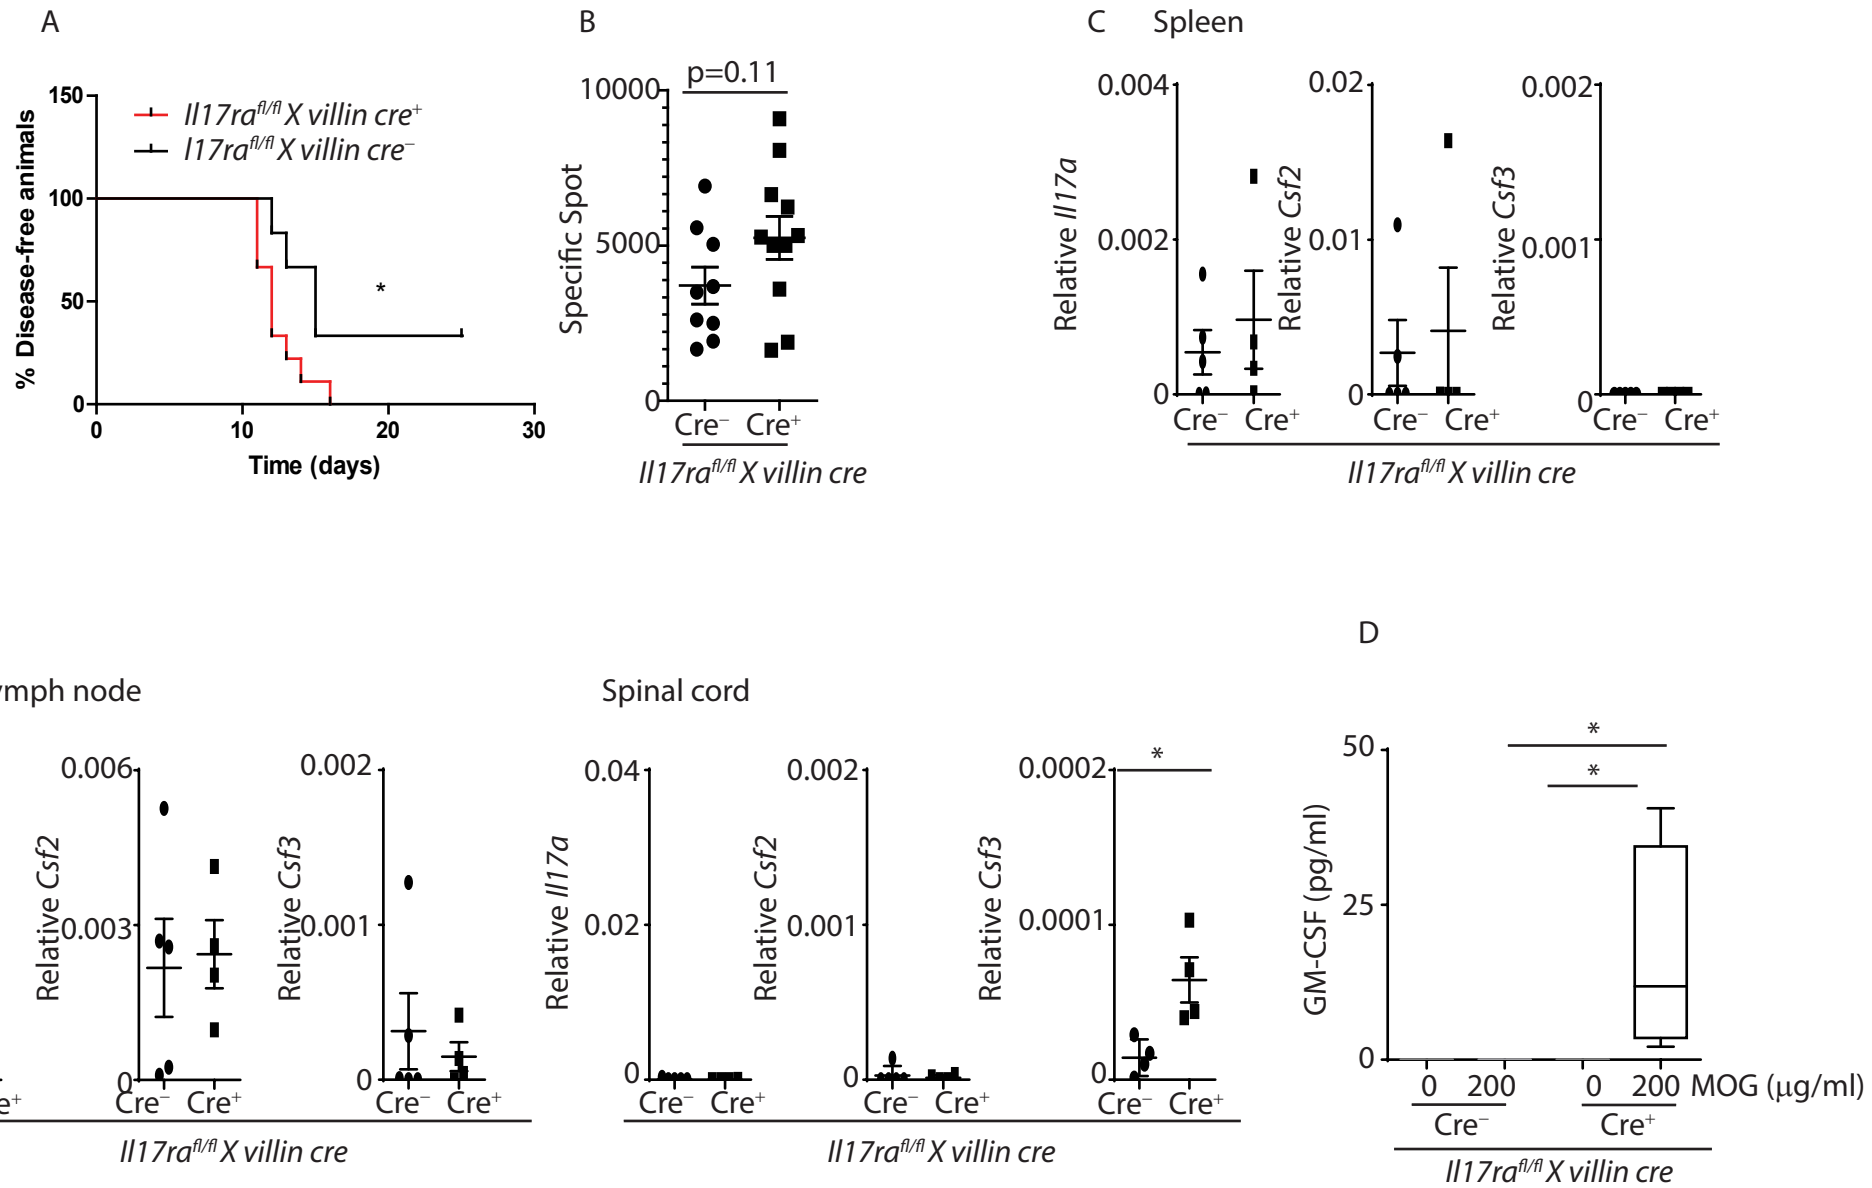 A
B
C Spleen
150
100
50
0
% Disease-free animals
Il17ra^fl/fl X villin cre⁺
l17ra^fl/fl X villin cre⁻
*
0 10 20 30
Time (days)
p=0.11
10000
5000
0
Specific Spot
Cre⁻ Cre⁺
Il17ra^fl/fl X villin cre
0.004
0.002
0
Relative Il17a
Cre⁻ Cre⁺
0.02
0.01
0
Relative Csf2
Cre⁻ Cre⁺
0.002
0.001
0
Relative Csf3
Cre⁻ Cre⁺
Il17ra^fl/fl X villin cre
ymph node
e⁺
0.006
0.003
0
Relative Csf2
Cre⁻ Cre⁺
0.002
0.001
0
Relative Csf3
Cre⁻ Cre⁺
Il17ra^fl/fl X villin cre
Spinal cord
0.04
0.02
0
Relative Il17a
Cre⁻ Cre⁺
0.002
0.001
0
Relative Csf2
Cre⁻ Cre⁺
*
0.0002
0.0001
0
Relative Csf3
Cre⁻ Cre⁺
Il17ra^fl/fl X villin cre
D
*
*
50
25
0
GM-CSF (pg/ml)
0 200 0 200 MOG (μg/ml)
Cre⁻ Cre⁺
Il17ra^fl/fl X villin cre